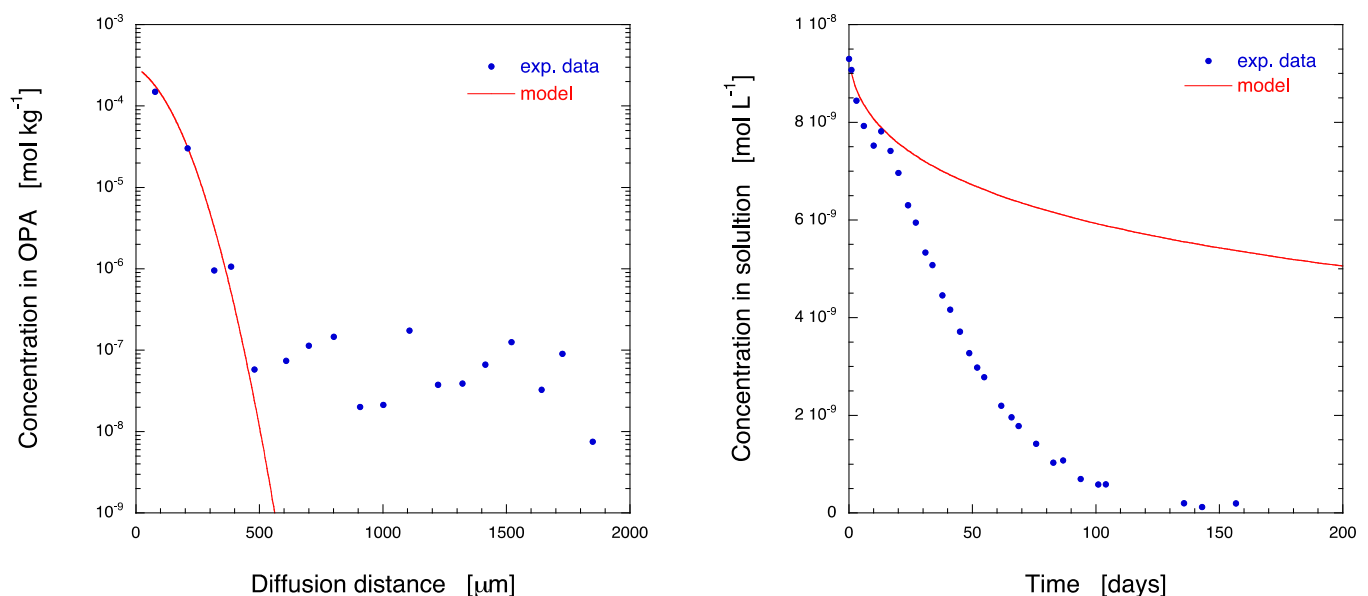 Concentration in OPA [mol kg⁻¹]
10⁻³
10⁻⁴
10⁻⁵
10⁻⁶
10⁻⁷
10⁻⁸
10⁻⁹
exp. data
model
0 500 1000 1500 2000
Diffusion distance [μm]
Concentration in solultion [mol L⁻¹]
1 10⁻⁸
8 10⁻⁹
6 10⁻⁹
4 10⁻⁹
2 10⁻⁹
0
exp. data
model
0 50 100 150 200
Time [days]